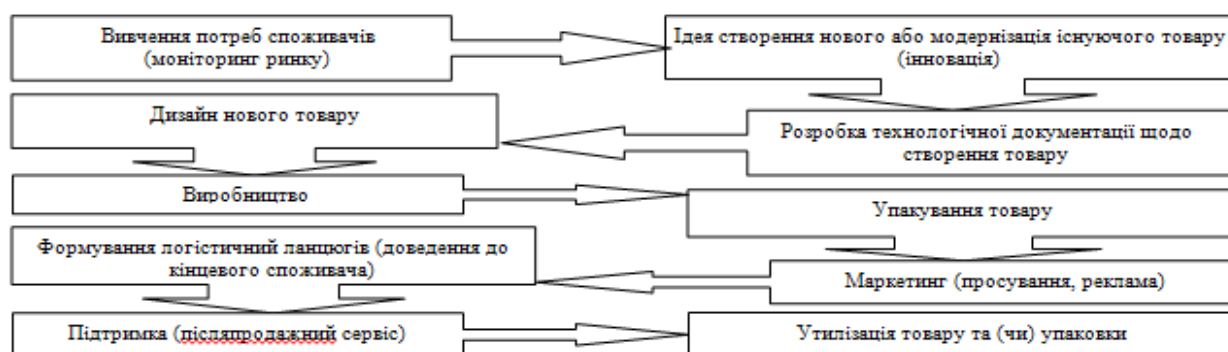 Вивчення потреб споживачів
(моніторинг ринку)
Ідея створення нового або модернізація існуючого товару
(інновація)
Розробка технологічної документації щодо
створення товару
Дизайн нового товару
Виробництво
Упакування товару
Маркетинг (просування, реклама)
Формування логістичний ланцюгів (доведення до
кінцевого споживача)
Підтримка (післяпродажний сервіс)
Утилізація товару та (чи) упаковки